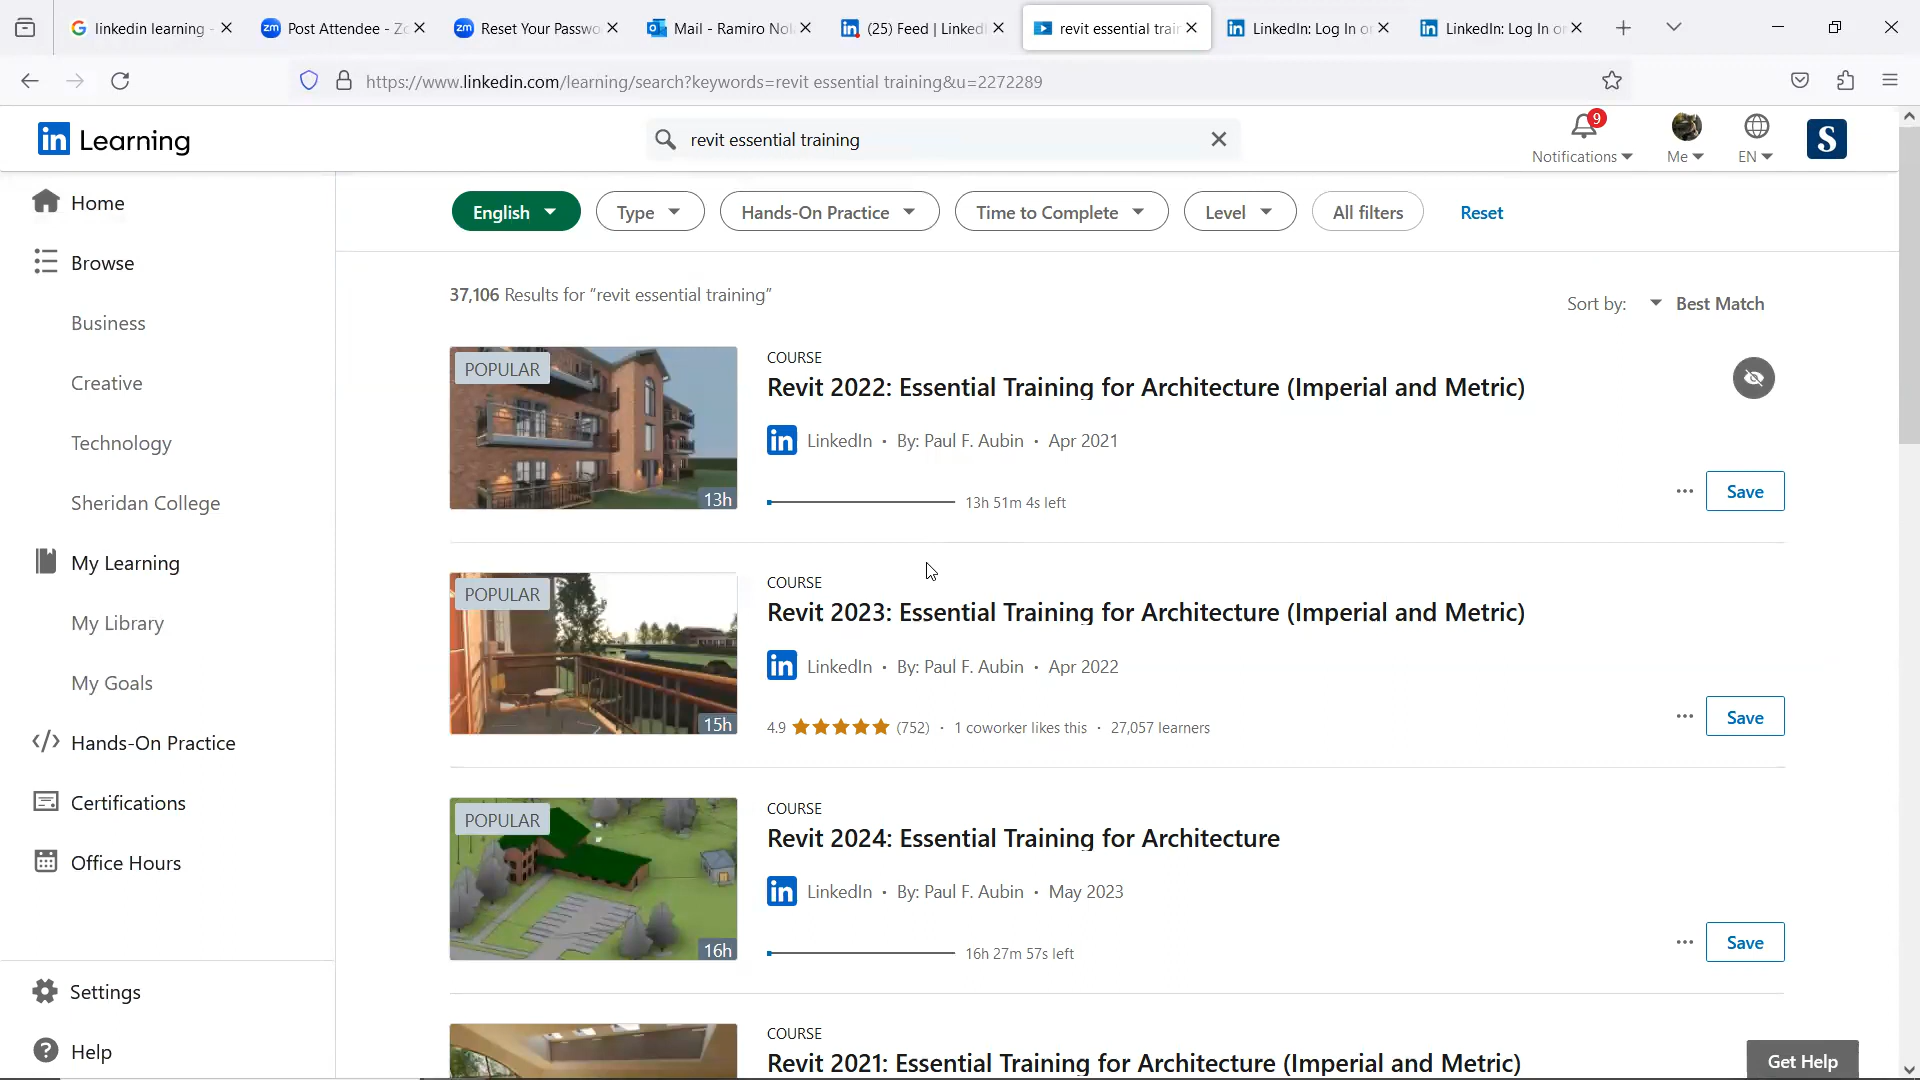 linkedin learning -
Post Attendee - Zo
Reset Your Passwo
Mail - Ramiro Nol
(25) Feed | Linked
revit essential train
LinkedIn: Log In o
LinkedIn: Log In or
https://www.linkedin.com/learning/search?keywords=revit essential training&u=2272289
in Learning
revit essential training
9
Notifications
Me
EN
S
Home
Browse
Business
Creative
Technology
Sheridan College
My Learning
My Library
My Goals
Hands-On Practice
Certifications
Office Hours
Settings
Help
English
Type
Hands-On Practice
Time to Complete
Level
All filters
Reset
37,106 Results for “revit essential training”
Sort by: Best Match
POPULAR
13h
COURSE
Revit 2022: Essential Training for Architecture (Imperial and Metric)
in LinkedIn · By: Paul F. Aubin · Apr 2021
13h 51m 4s left
Save
POPULAR
15h
COURSE
Revit 2023: Essential Training for Architecture (Imperial and Metric)
in LinkedIn · By: Paul F. Aubin · Apr 2022
4.9 (752) · 1 coworker likes this · 27,057 learners
Save
POPULAR
16h
COURSE
Revit 2024: Essential Training for Architecture
in LinkedIn · By: Paul F. Aubin · May 2023
16h 27m 57s left
Save
COURSE
Revit 2021: Essential Training for Architecture (Imperial and Metric)
Get Help